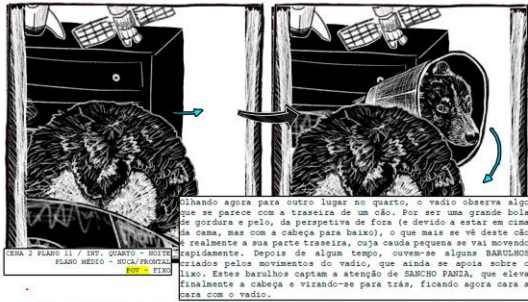 CENA 2 PLANO 11 / INT. QUARTO - NOITE
PLANO MÉDIO - NUCA/FRONTAL
POV - FIXO
Olhando agora para outro lugar no quarto, o vadio observa algo
que se parece com a traseira de um cão. Por ser uma grande bola
de gordura e pelo, da perspetiva de fora (e devido a estar em cima
da cama, mas com a cabeça para baixo), o que mais se vê deste cão
é realmente a sua parte traseira, cuja cauda pequena se vai movendo
rapidamente. Depois de algum tempo, ouvem-se alguns BARULHOS
criados pelos movimentos do vadio, que ainda se apoia sobre o
lixo. Estes barulhos captam a atenção de SANCHO PANZA, que eleva
finalmente a cabeça e virando-se para trás, ficando agora cara a
cara com o vadio.